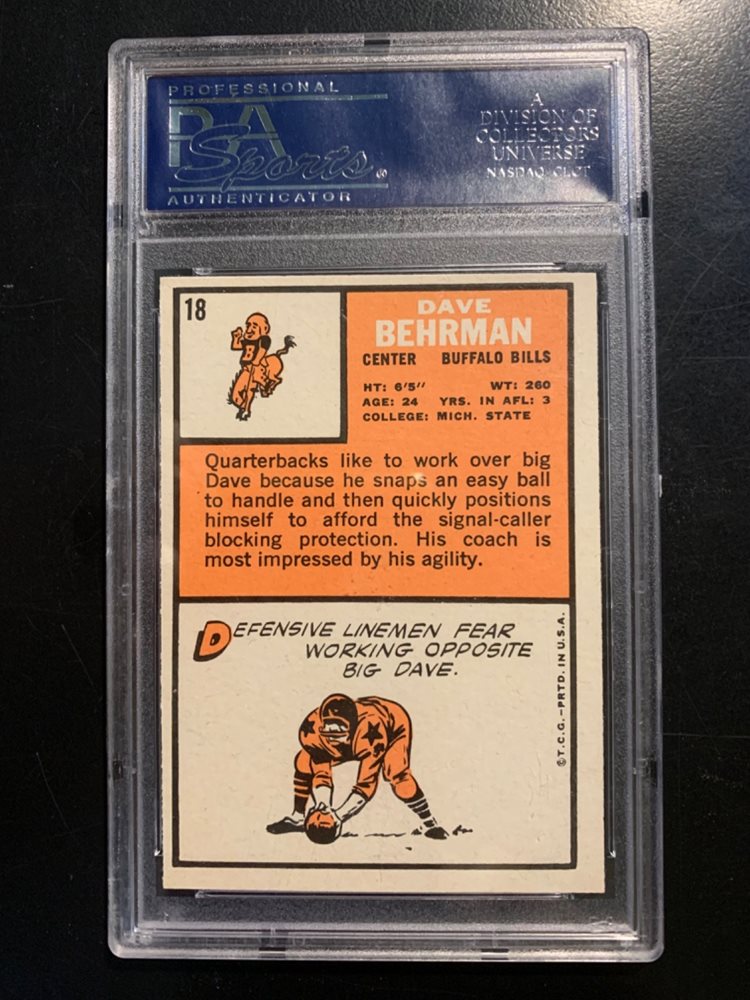 PROFESSIONAL
PSA
Sports®
AUTHENTICATOR
A
DIVISION OF
COLLECTORS
UNIVERSE
NASDAQ CLCT
18
B
DAVE
BEHRMAN
CENTER BUFFALO BILLS
HT: 6'5" WT: 260
AGE: 24 YRS. IN AFL: 3
COLLEGE: MICH. STATE
Quarterbacks like to work over big
Dave because he snaps an easy ball
to handle and then quickly positions
himself to afford the signal-caller
blocking protection. His coach is
most impressed by his agility.
DEFENSIVE LINEMEN FEAR
WORKING OPPOSITE
BIG DAVE.
©T.C.G.—PRTD. IN U.S.A.